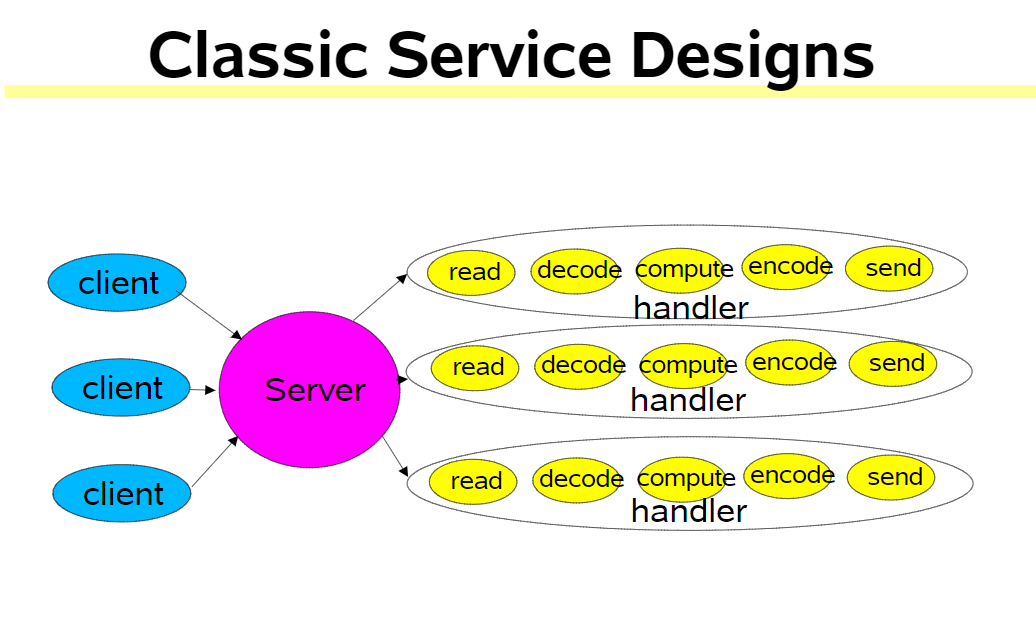 Classic Service Designs
client
client
client
Server
read decode compute encode send
handler
read decode compute encode send
handler
read decode compute encode send
handler